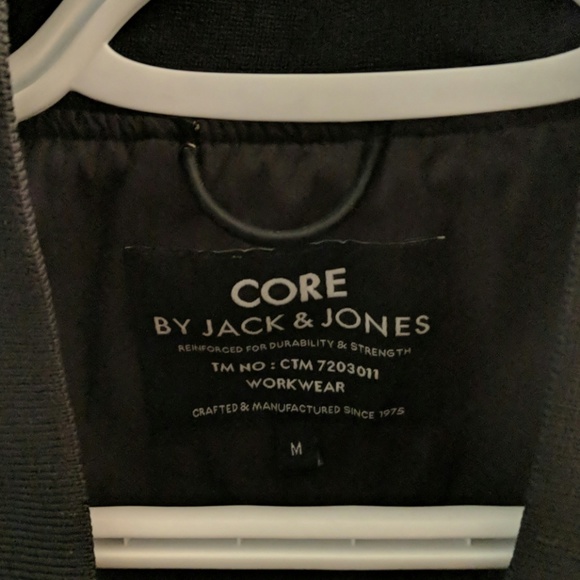 CORE
BY JACK & JONES
REINFORCED FOR DURABILITY & STRENGTH
TM NO : CTM 7203011
WORKWEAR
CRAFTED & MANUFACTURED SINCE 1975
M